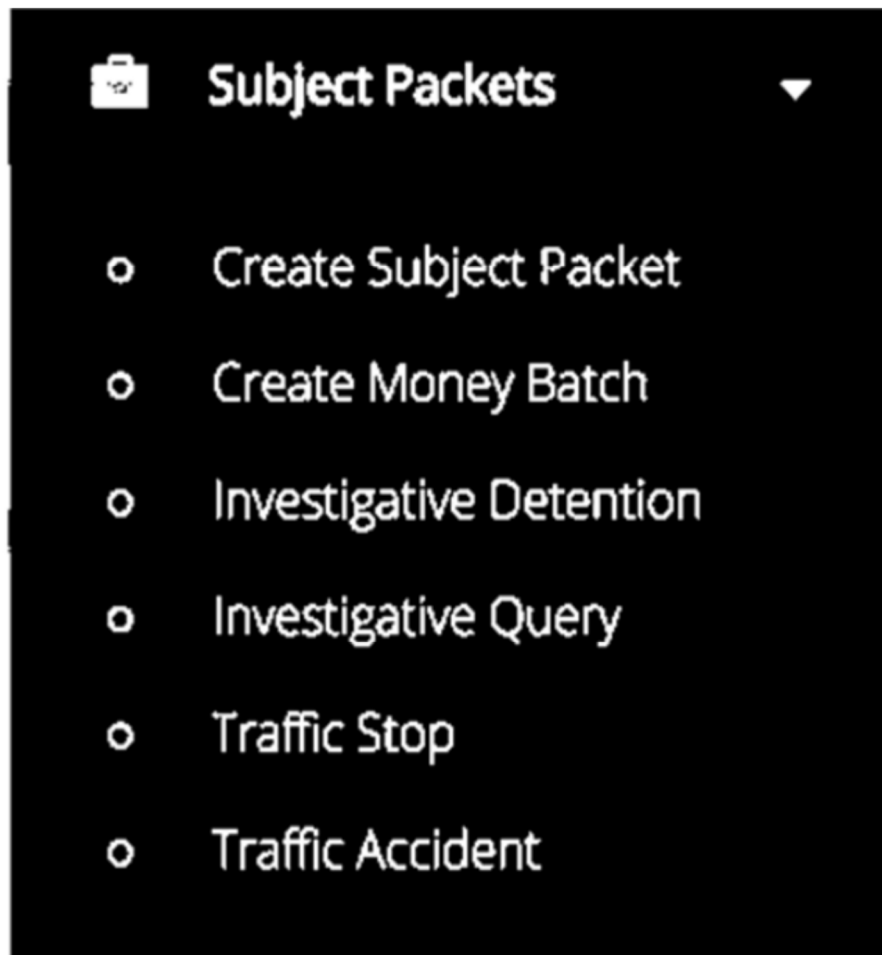 Subject Packets
Create Subject Packet
Create Money Batch
Investigative Detention
Investigative Query
Traffic Stop
Traffic Accident